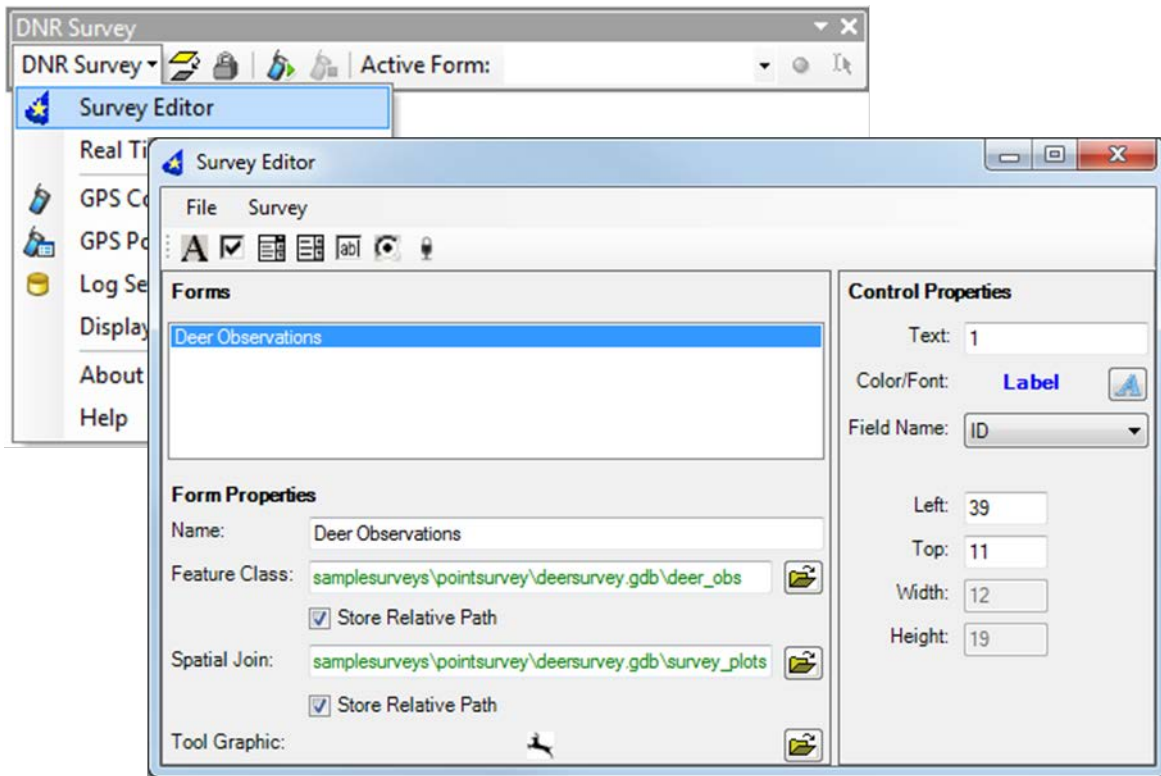 DNR Survey
DNR Survey Active Form:
Survey Editor
Real Ti
GPS Co
GPS Po
Log Se
Display
About
Help
Survey Editor
File Survey
A ab
Forms
Deer Observations
Form Properties
Name: Deer Observations
Feature Class: samplesurveys\pointsurvey\deersurvey.gdb\deer_obs
Store Relative Path
Spatial Join: samplesurveys\pointsurvey\deersurvey.gdb\survey_plots
Store Relative Path
Tool Graphic:
Control Properties
Text: 1
Color/Font: Label A
Field Name: ID
Left: 39
Top: 11
Width: 12
Height: 19